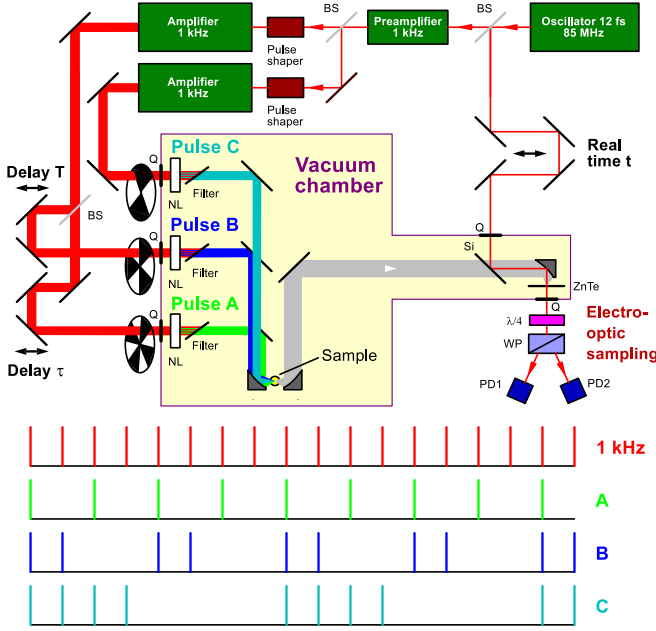 BS
BS
Amplifier
1 kHz
Pulse
shaper
Preamplifier
1 kHz
Oscillator 12 fs
85 MHz
Amplifier
1 kHz
Pulse
shaper
Pulse C
Vacuum
chamber
Real
time t
Delay T
Q
NL
Filter
BS
Pulse B
Q
NL
Filter
Q
Si
ZnTe
Q
Pulse A
Q
NL
Filter
Sample
λ/4
WP
Electro-
optic
sampling
Delay τ
PD1
PD2
1 kHz
A
B
C